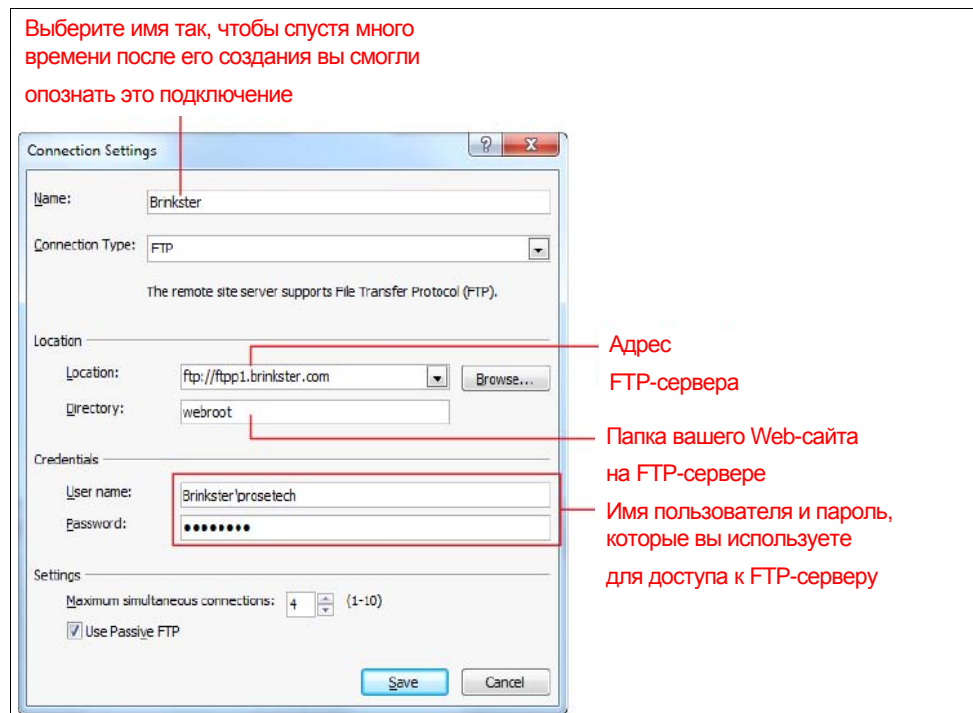 Выберите имя так, чтобы спустя много
времени после его создания вы смогли
опознать это подключение
Connection Settings
Name:
Brinkster
Connection Type:
FTP
The remote site server supports File Transfer Protocol (FTP).
Location
Location:
ftp://ftpp1.brinkster.com
Browse...
Directory:
webroot
Адрес
FTP-сервера
Папка вашего Web-сайта
на FTP-сервере
Credentials
User name:
Brinkster\prosetech
Password:
●●●●●●●●
Имя пользователя и пароль,
которые вы используете
для доступа к FTP-серверу
Settings
Maximum simultaneous connections: 4 (1-10)
Use Passive FTP
Save
Cancel